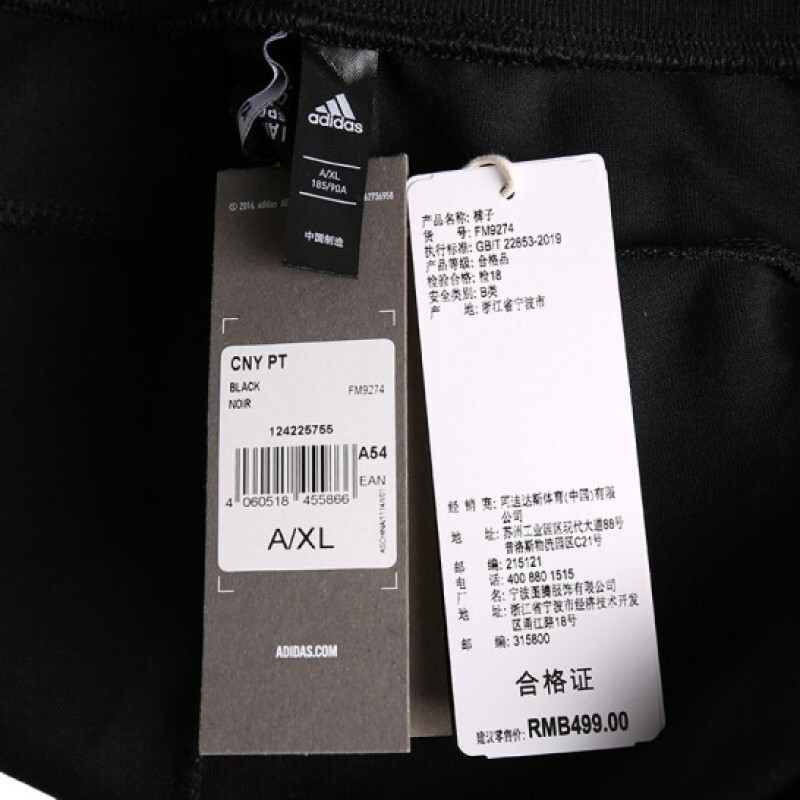 adidas
A/XL
185/90A
中国制造
© 2016, adidas
62736958
CNY PT
BLACK
NOIR
FM9274
124225755
A54
EAN
4 060518 455866
A/XL
ADIDAS.COM
产品名称: 裤子
货 号: FM9274
执行标准: GB/T 22853-2019
产品等级: 合格品
检验合格: 检18
安全类别: B类
产 地: 浙江省宁波市
经 销 商: 阿迪达斯体育(中国)有限
公司
地 址: 苏州工业园区现代大道88号
普洛斯物流园区C21号
邮 编: 215121
电 话: 400 880 1515
厂 名: 宁波图腾服饰有限公司
地 址: 浙江省宁波市经济技术开发
区甬江路18号
邮 编: 315800
合格证
建议零售价: RMB499.00